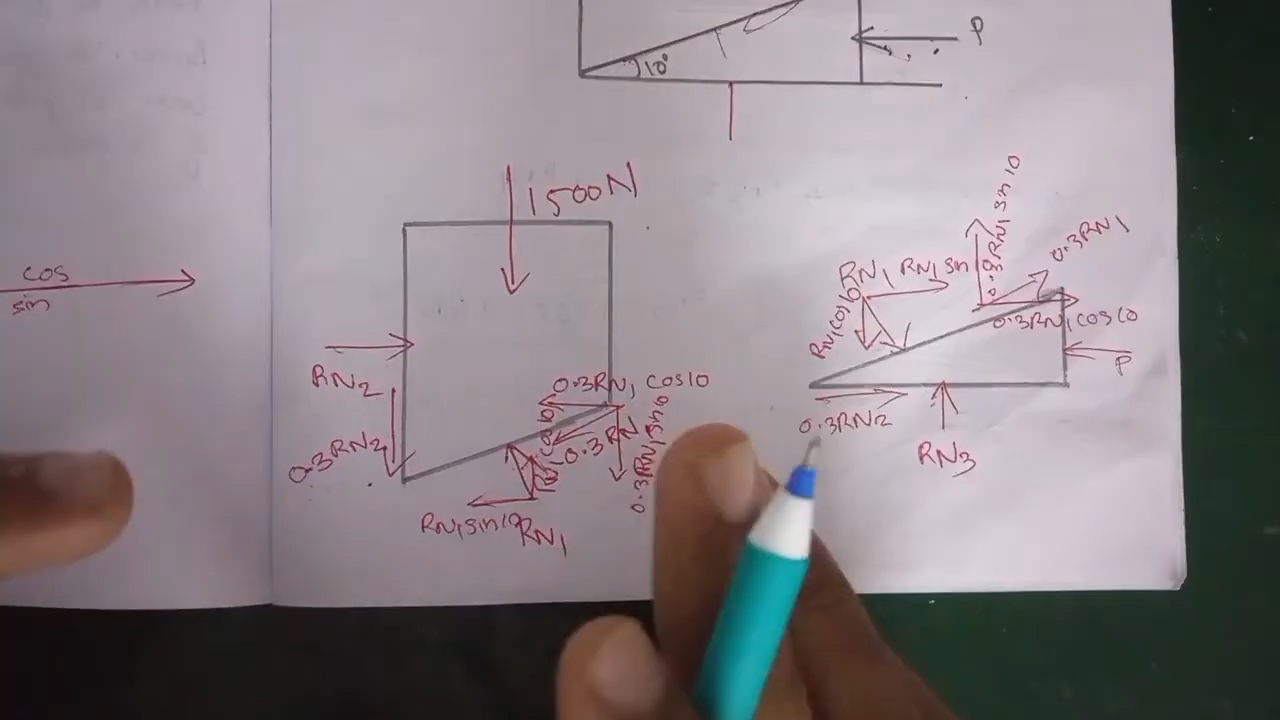 P
10°
cos
sin
1500N
RN2
0.3RN2
0.3RN1 cos10
0.3RN
0.3RN1 sin10
RN1 sin10
RN1
RN1
RN1 sin
RN1 cos10
0.3RN1 sin10
0.3RN1
0.3RN1 cos10
P
0.3RN2
RN3